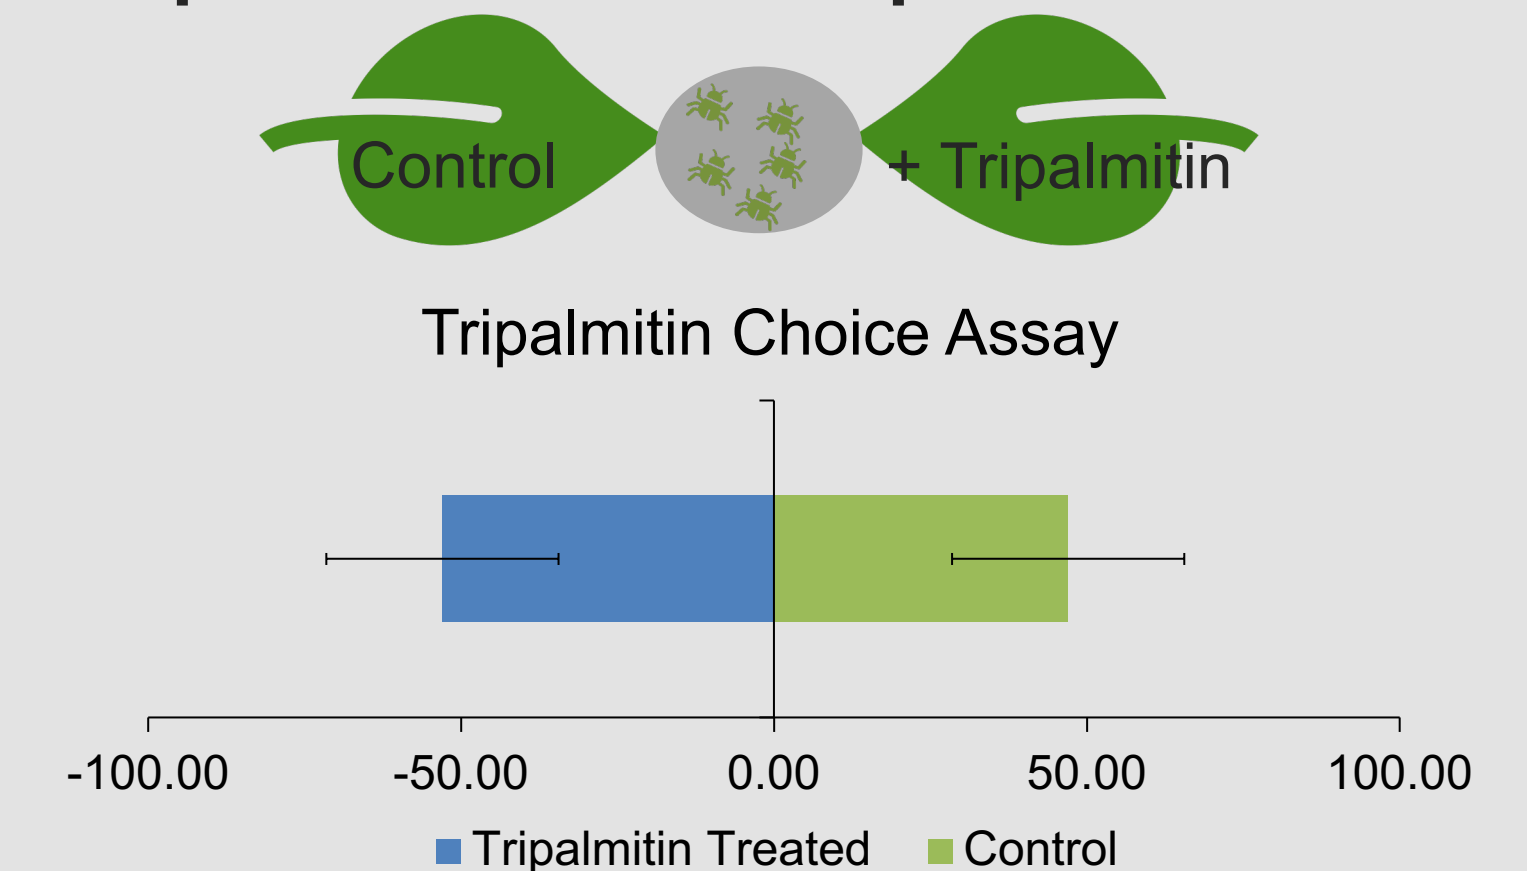 Control
+ Tripalmitin
Tripalmitin Choice Assay
-100.00 -50.00 0.00 50.00 100.00
Tripalmitin Treated Control